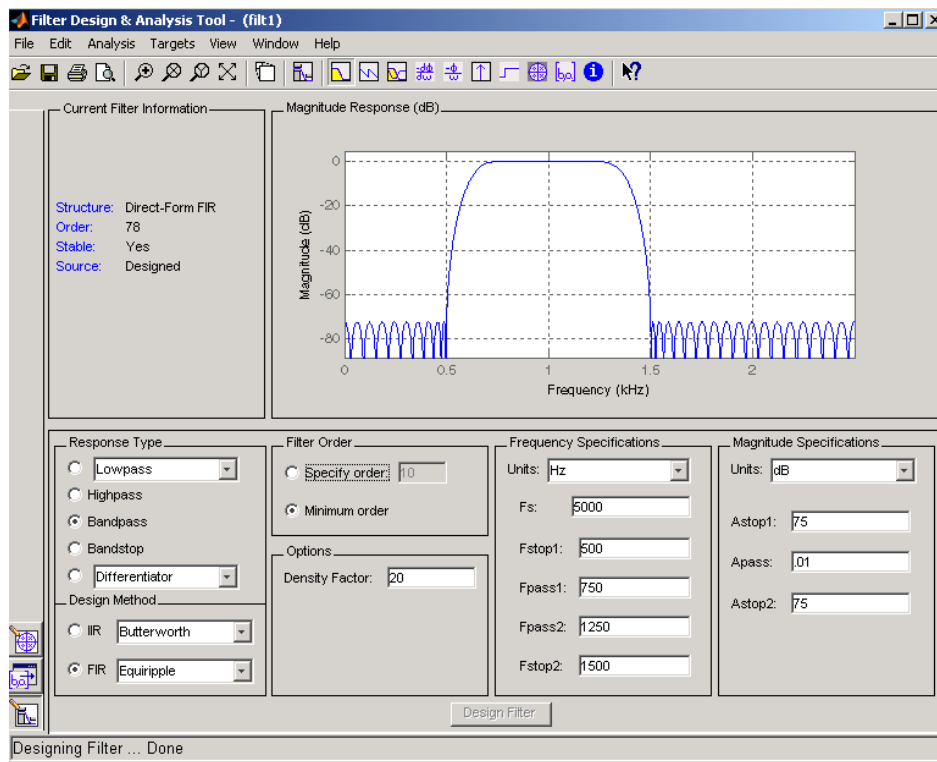 Filter Design & Analysis Tool - (filt1)
File Edit Analysis Targets View Window Help
Current Filter Information
Structure: Direct-Form FIR
Order: 78
Stable: Yes
Source: Designed
Magnitude Response (dB)
Magnitude (dB)
0
-20
-40
-60
-80
0 0.5 1 1.5 2
Frequency (kHz)
Response Type
Lowpass
Highpass
Bandpass
Bandstop
Differentiator
Design Method
IIR Butterworth
FIR Equiripple
Filter Order
Specify order: 10
Minimum order
Options
Density Factor: 20
Frequency Specifications
Units: Hz
Fs: 5000
Fstop1: 500
Fpass1: 750
Fpass2: 1250
Fstop2: 1500
Magnitude Specifications
Units: dB
Astop1: 75
Apass: .01
Astop2: 75
Design Filter
Designing Filter ... Done